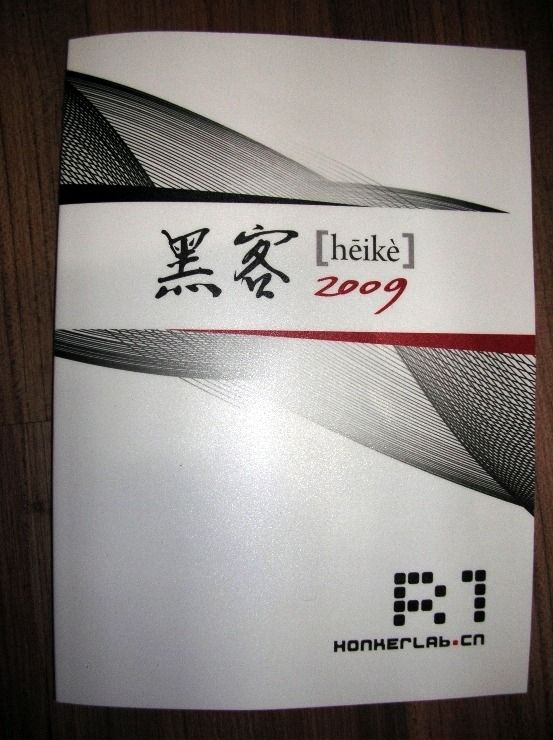 黑客 [hēikè]
2009
R1
HONKERLAB.CN